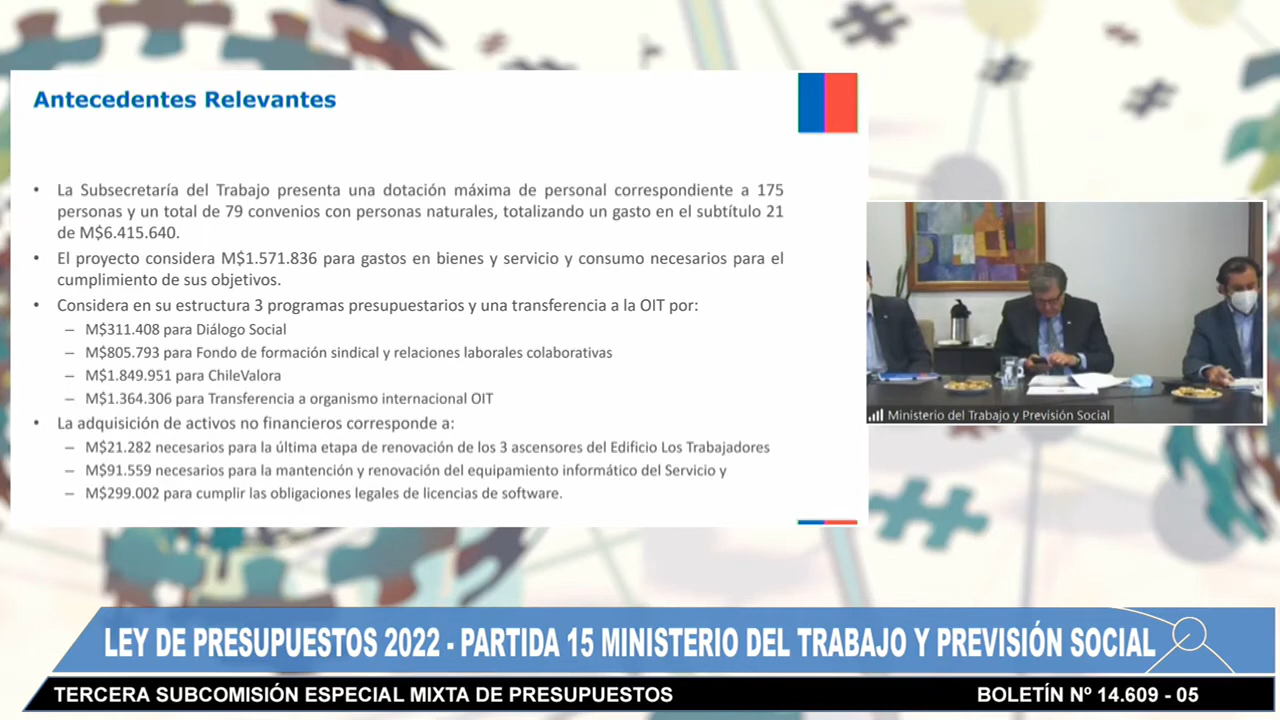 Antecedentes Relevantes
• La Subsecretaría del Trabajo presenta una dotación máxima de personal correspondiente a 175
personas y un total de 79 convenios con personas naturales, totalizando un gasto en el subtítulo 21
de M$6.415.640.
• El proyecto considera M$1.571.836 para gastos en bienes y servicio y consumo necesarios para el
cumplimiento de sus objetivos.
• Considera en su estructura 3 programas presupuestarios y una transferencia a la OIT por:
– M$311.408 para Diálogo Social
– M$805.793 para Fondo de formación sindical y relaciones laborales colaborativas
– M$1.849.951 para ChileValora
– M$1.364.306 para Transferencia a organismo internacional OIT
• La adquisición de activos no financieros corresponde a:
– M$21.282 necesarios para la última etapa de renovación de los 3 ascensores del Edificio Los Trabajadores
– M$91.559 necesarios para la mantención y renovación del equipamiento informático del Servicio y
– M$299.002 para cumplir las obligaciones legales de licencias de software.
Ministerio del Trabajo y Previsión Social
LEY DE PRESUPUESTOS 2022 - PARTIDA 15 MINISTERIO DEL TRABAJO Y PREVISIÓN SOCIAL
TERCERA SUBCOMISIÓN ESPECIAL MIXTA DE PRESUPUESTOS
BOLETÍN Nº 14.609 - 05